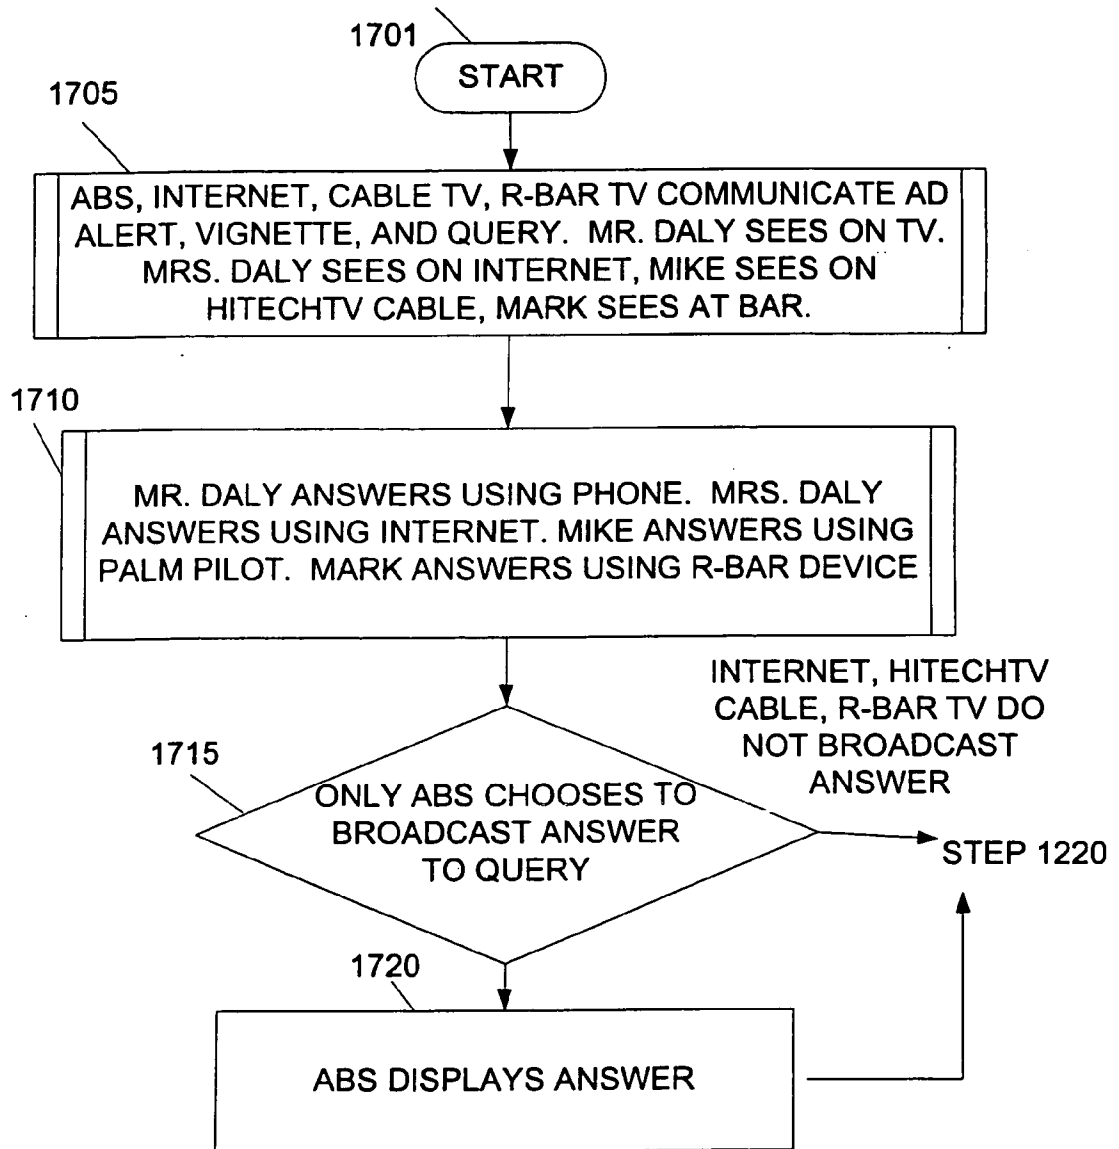 1701
START
1705
ABS, INTERNET, CABLE TV, R-BAR TV COMMUNICATE AD
ALERT, VIGNETTE, AND QUERY. MR. DALY SEES ON TV.
MRS. DALY SEES ON INTERNET, MIKE SEES ON
HITECHTV CABLE, MARK SEES AT BAR.
1710
MR. DALY ANSWERS USING PHONE. MRS. DALY
ANSWERS USING INTERNET. MIKE ANSWERS USING
PALM PILOT. MARK ANSWERS USING R-BAR DEVICE
INTERNET, HITECHTV
CABLE, R-BAR TV DO
NOT BROADCAST
ANSWER
1715
ONLY ABS CHOOSES TO
BROADCAST ANSWER
TO QUERY
STEP 1220
1720
ABS DISPLAYS ANSWER